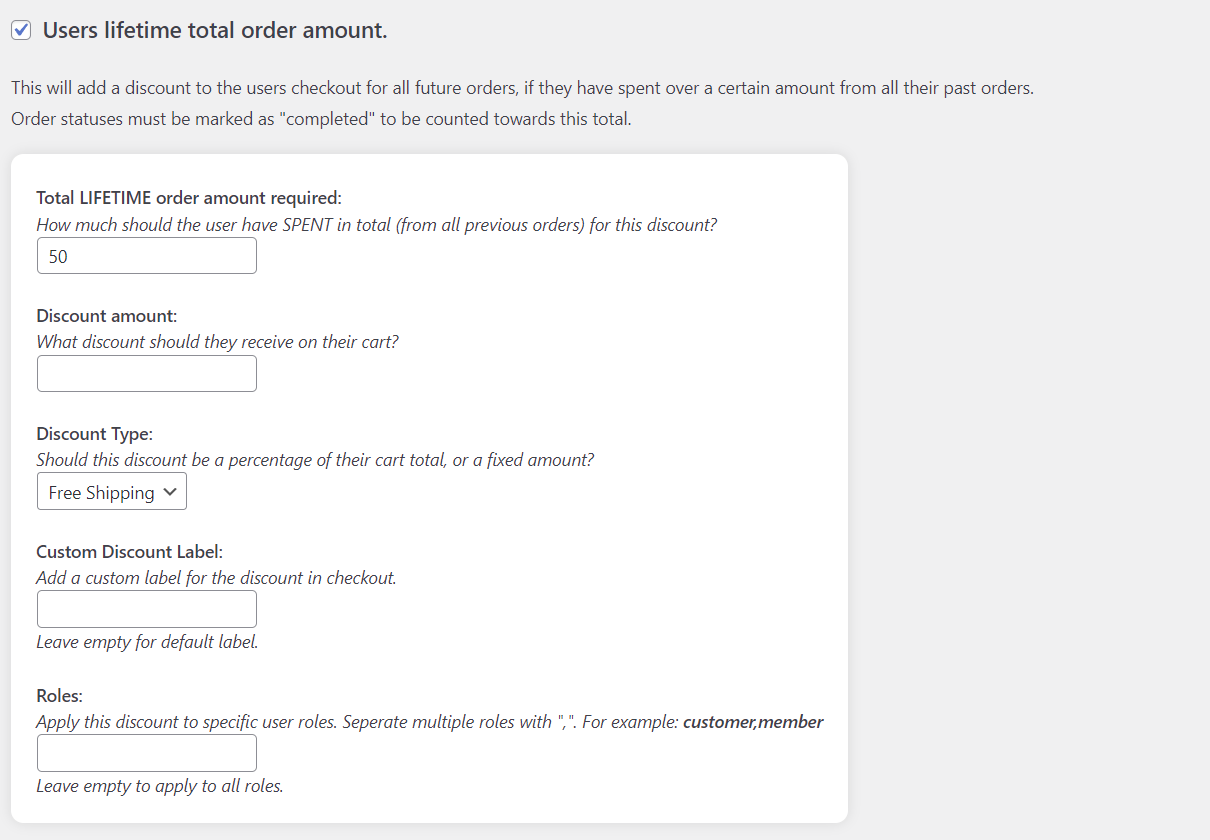 Users lifetime total order amount.
This will add a discount to the users checkout for all future orders, if they have spent over a certain amount from all their past orders.
Order statuses must be marked as "completed" to be counted towards this total.
Total LIFETIME order amount required:
How much should the user have SPENT in total (from all previous orders) for this discount?
50
Discount amount:
What discount should they receive on their cart?
Discount Type:
Should this discount be a percentage of their cart total, or a fixed amount?
Free Shipping
Custom Discount Label:
Add a custom label for the discount in checkout.
Leave empty for default label.
Roles:
Apply this discount to specific user roles. Seperate multiple roles with ",". For example: customer,member
Leave empty to apply to all roles.